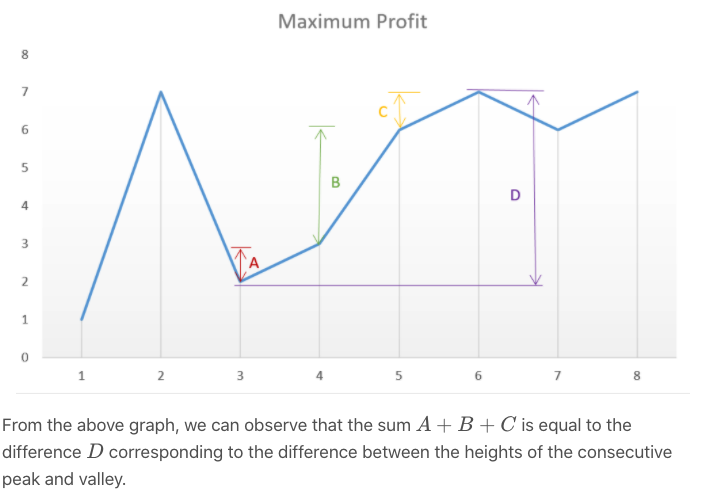 Maximum Profit
8
7
6
5
4
3
2
1
0
A
B
C
D
1 2 3 4 5 6 7 8
From the above graph, we can observe that the sum A + B + C is equal to the
difference D corresponding to the difference between the heights of the consecutive
peak and valley.